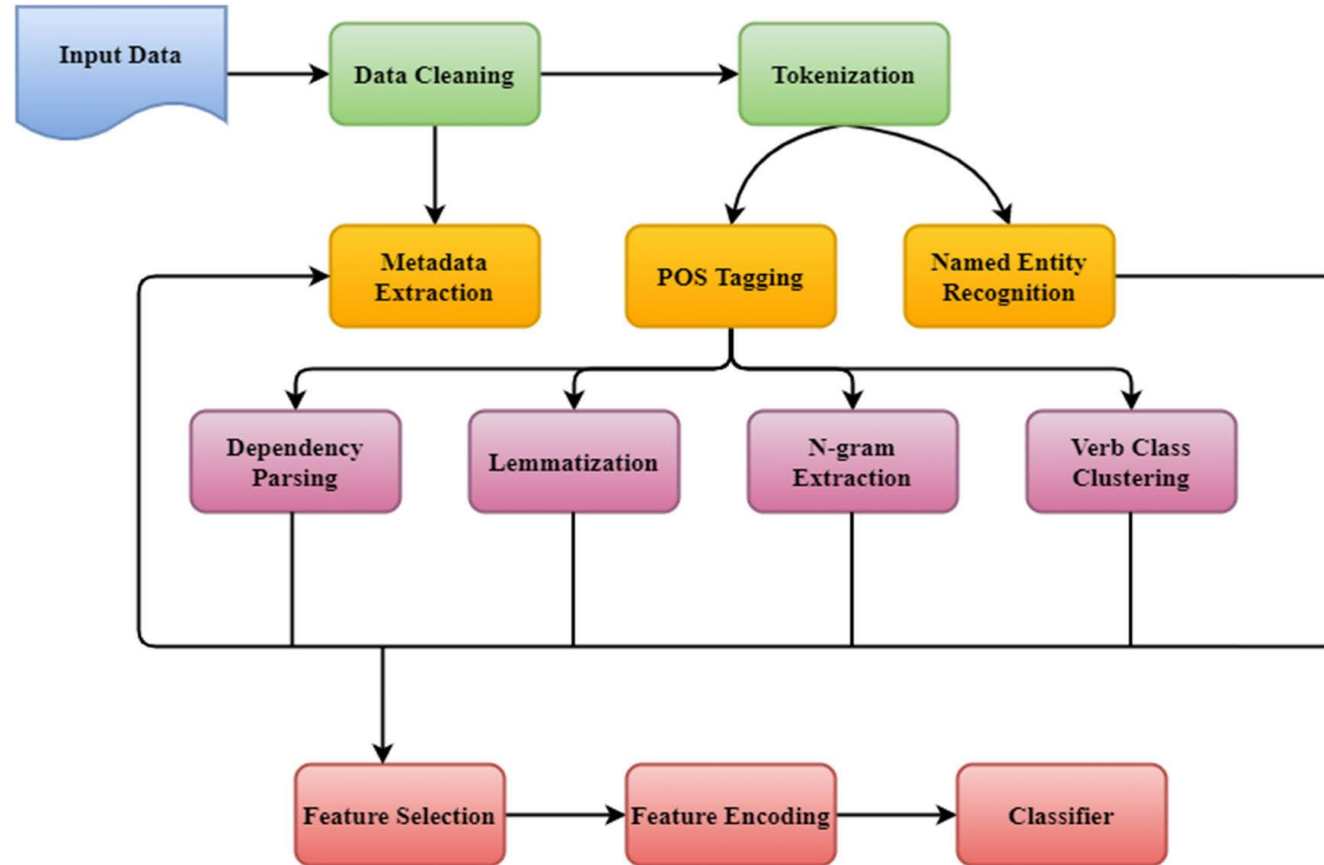 Input Data
Data Cleaning
Tokenization
Metadata
Extraction
POS Tagging
Named Entity
Recognition
Dependency
Parsing
Lemmatization
N-gram
Extraction
Verb Class
Clustering
Feature Selection
Feature Encoding
Classifier